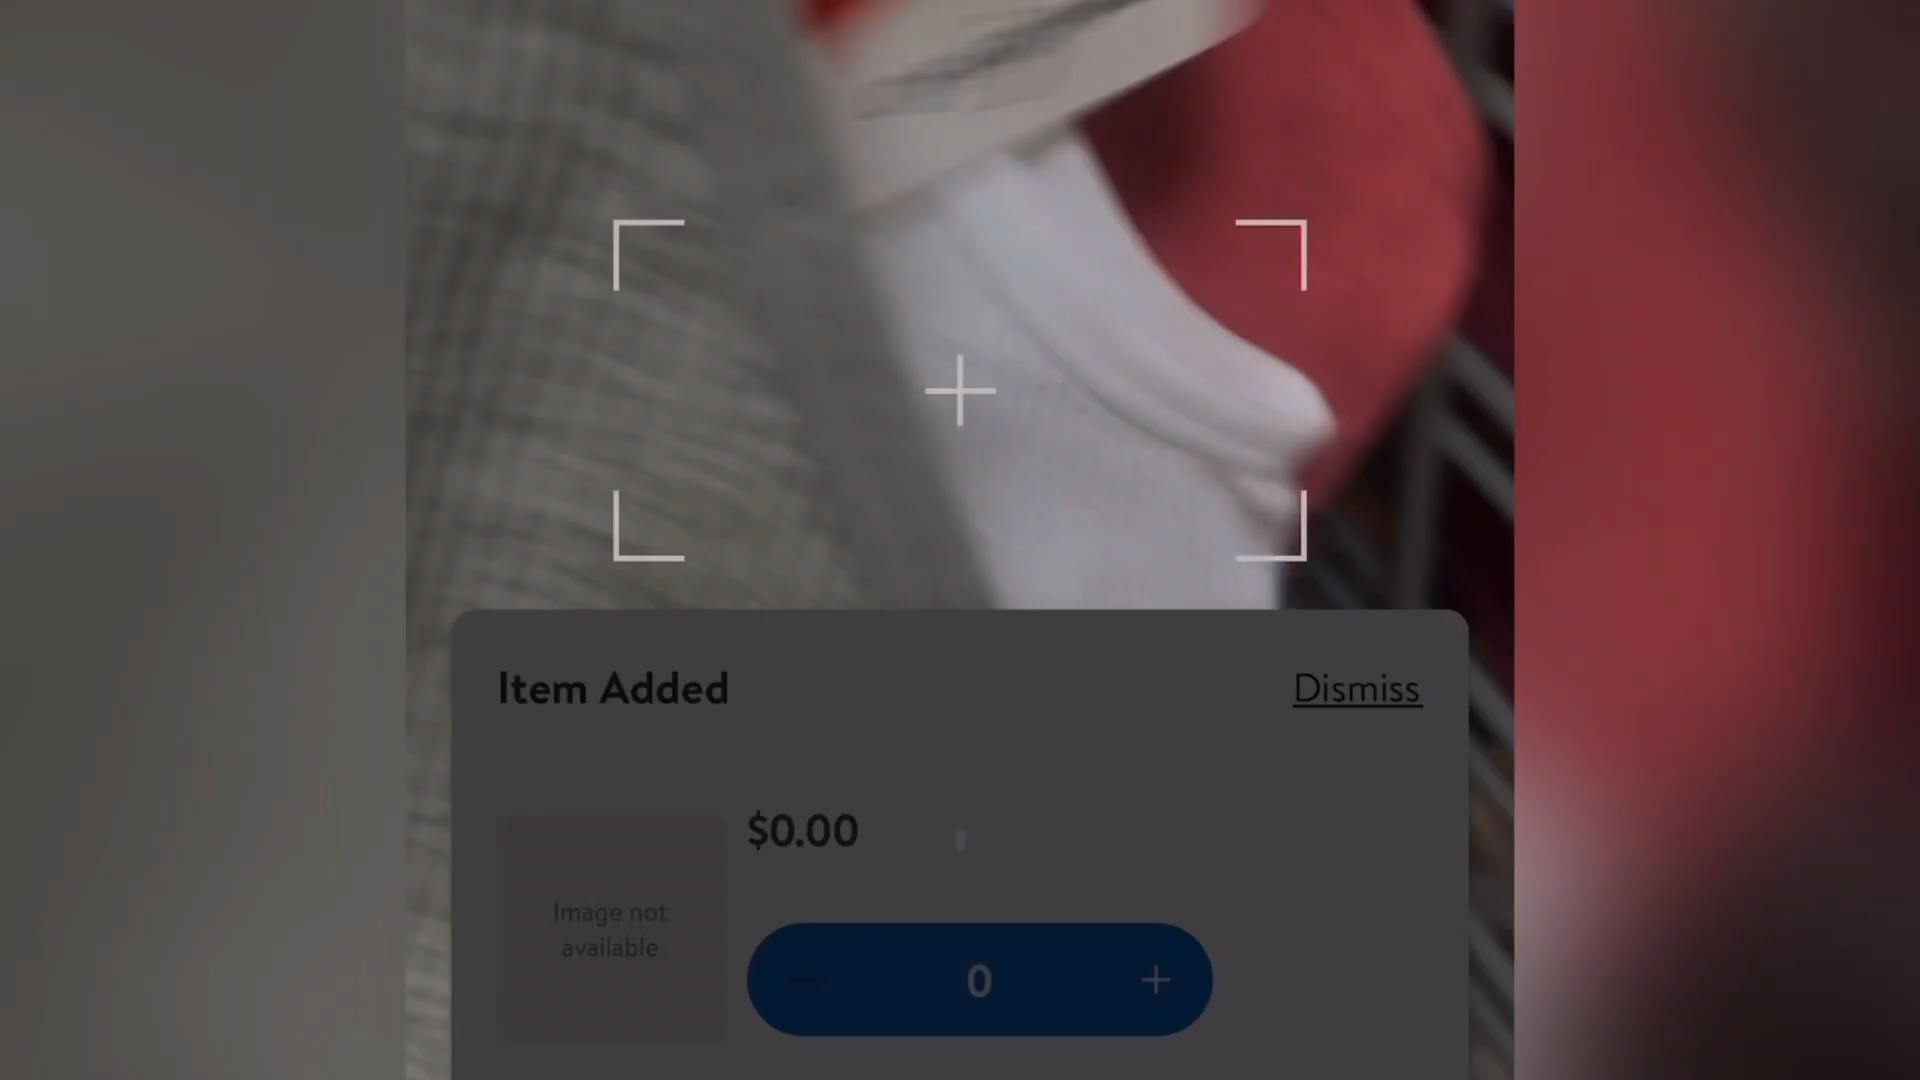 Item Added
Dismiss
$0.00
Image not
available
0